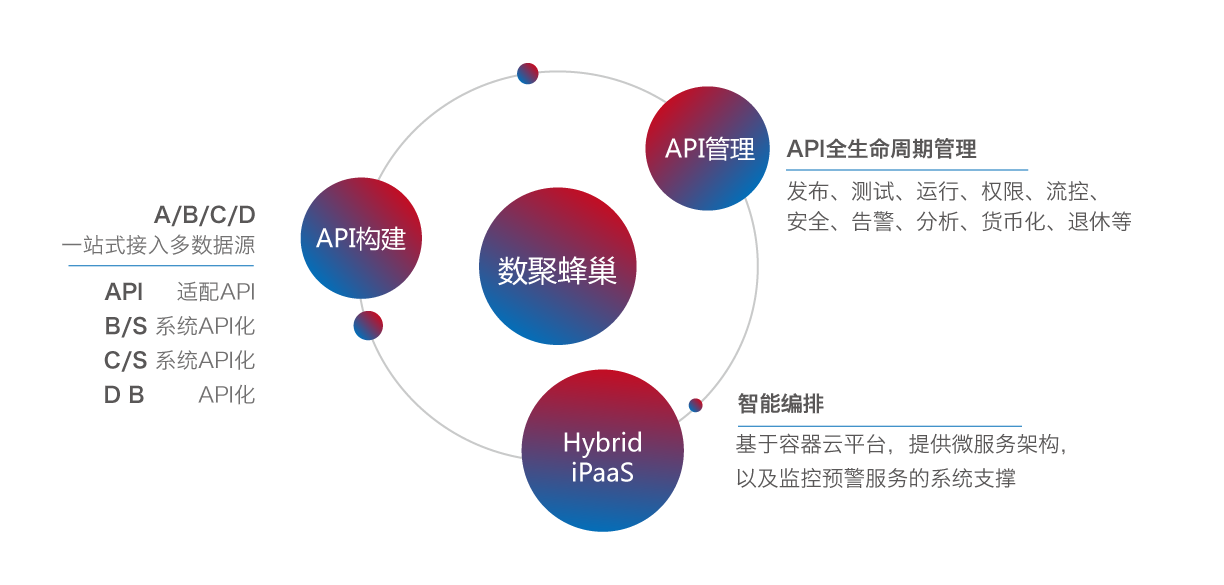 API管理
API全生命周期管理
发布、测试、运行、权限、流控、
安全、告警、分析、货币化、退休等
A/B/C/D
一站式接入多数据源
API 适配API
B/S 系统API化
C/S 系统API化
D B API化
API构建
数聚蜂巢
Hybrid
iPaaS
智能编排
基于容器云平台，提供微服务架构，
以及监控预警服务的系统支撑